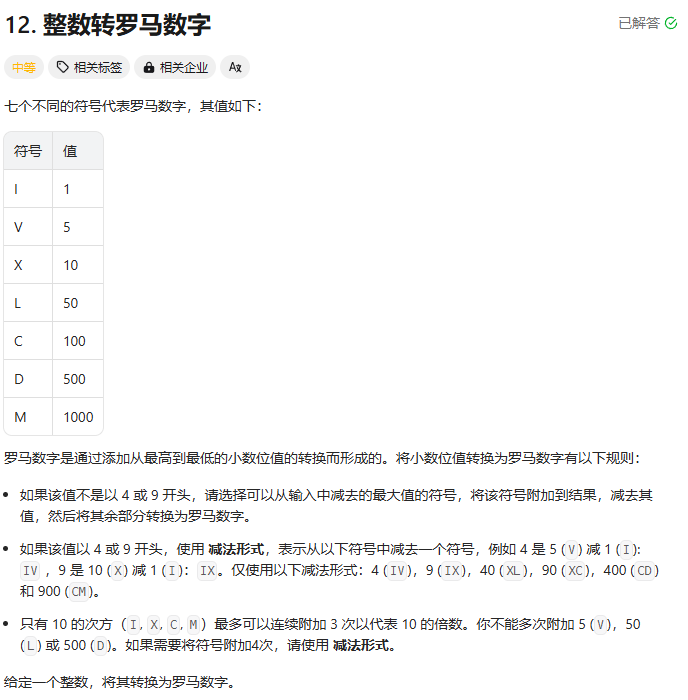 12. 整数转罗马数字
已解答
中等 相关标签 相关企业 Ax
七个不同的符号代表罗马数字，其值如下：
符号 值
I 1
V 5
X 10
L 50
C 100
D 500
M 1000
罗马数字是通过添加从最高到最低的小数位值的转换而形成的。将小数位值转换为罗马数字有以下规则：
如果该值不是以 4 或 9 开头，请选择可以从输入中减去的最大值的符号，将该符号附加到结果，减去其
值，然后将其余部分转换为罗马数字。
如果该值以 4 或 9 开头，使用 减法形式，表示从以下符号中减去一个符号，例如 4 是 5 (V) 减 1 (I):
IV ，9 是 10 (X) 减 1 (I)：IX。仅使用以下减法形式：4 (IV)，9 (IX)，40 (XL)，90 (XC)，400 (CD)
和 900 (CM)。
只有 10 的次方（I, X, C, M）最多可以连续附加 3 次以代表 10 的倍数。你不能多次附加 5 (V)，50
(L) 或 500 (D)。如果需要将符号附加4次，请使用 减法形式。
给定一个整数，将其转换为罗马数字。